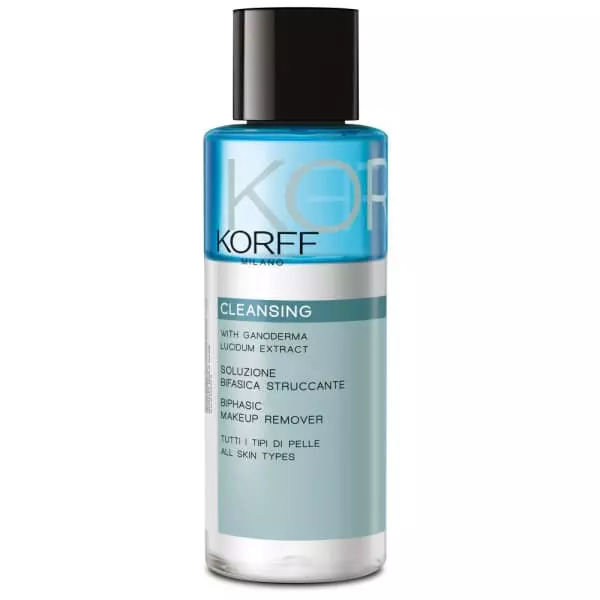 KOR
KORFF
MILANO
CLEANSING
WITH GANODERMA
LUCIDUM EXTRACT
SOLUZIONE
BIFASICA STRUCCANTE
BIPHASIC
MAKEUP REMOVER
TUTTI I TIPI DI PELLE
ALL SKIN TYPES